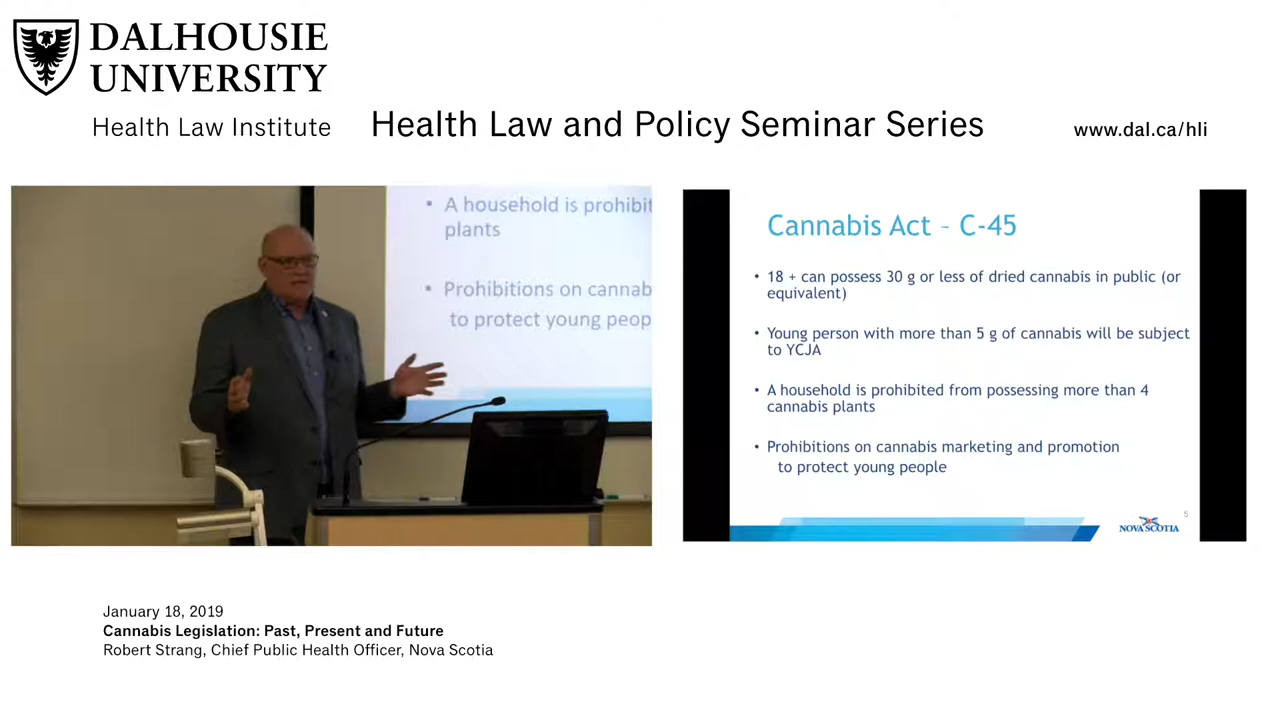 DALHOUSIE
UNIVERSITY
Health Law Institute
Health Law and Policy Seminar Series
www.dal.ca/hli
• A household is prohibit
plants
• Prohibitions on cannab
to protect young peop
Cannabis Act – C-45
• 18 + can possess 30 g or less of dried cannabis in public (or
equivalent)
• Young person with more than 5 g of cannabis will be subject
to YCJA
• A household is prohibited from possessing more than 4
cannabis plants
• Prohibitions on cannabis marketing and promotion
to protect young people
5
NOVA SCOTIA
January 18, 2019
Cannabis Legislation: Past, Present and Future
Robert Strang, Chief Public Health Officer, Nova Scotia